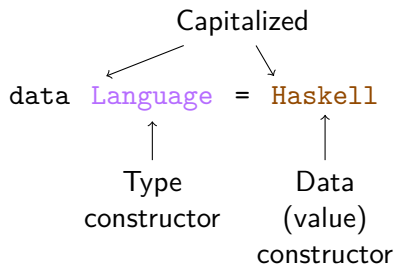 Capitalized
data Language = Haskell
Type Data
constructor (value)
constructor